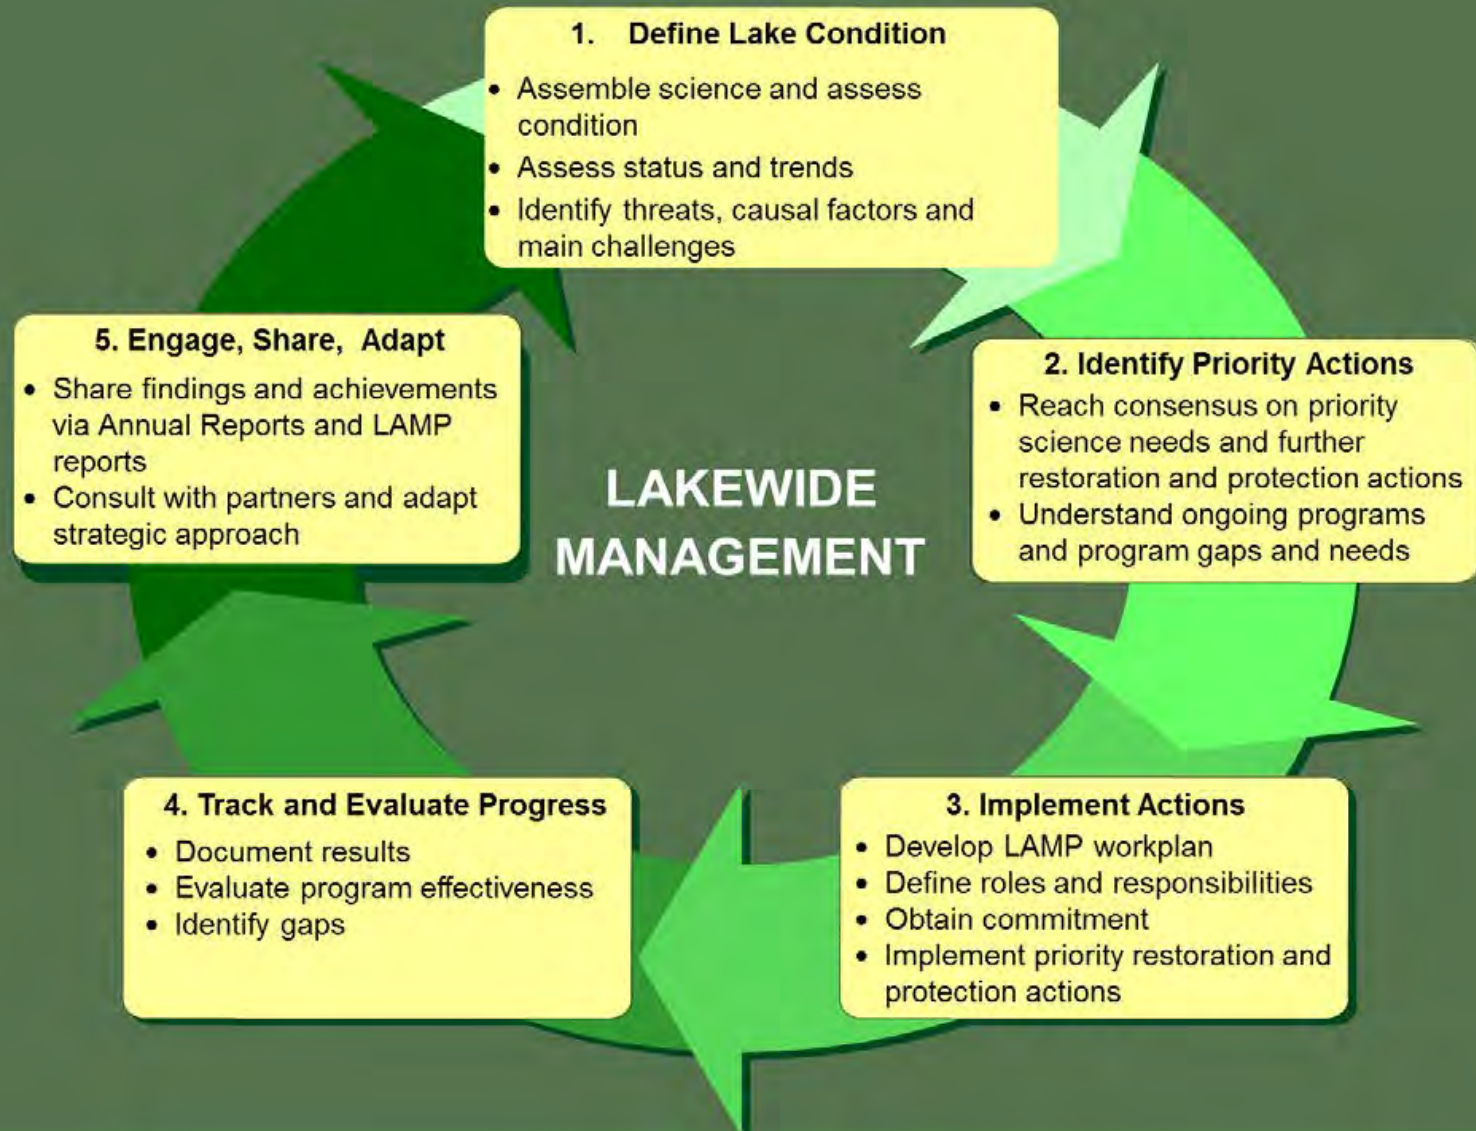 1. Define Lake Condition
• Assemble science and assess
condition
• Assess status and trends
• Identify threats, causal factors and
main challenges
2. Identify Priority Actions
• Reach consensus on priority
science needs and further
restoration and protection actions
• Understand ongoing programs
and program gaps and needs
3. Implement Actions
• Develop LAMP workplan
• Define roles and responsibilities
• Obtain commitment
• Implement priority restoration and
protection actions
4. Track and Evaluate Progress
• Document results
• Evaluate program effectiveness
• Identify gaps
5. Engage, Share, Adapt
• Share findings and achievements
via Annual Reports and LAMP
reports
• Consult with partners and adapt
strategic approach
LAKEWIDE
MANAGEMENT